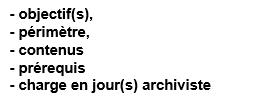 - objectif(s),
- périmètre,
- contenus
- prérequis
- charge en jour(s) archiviste